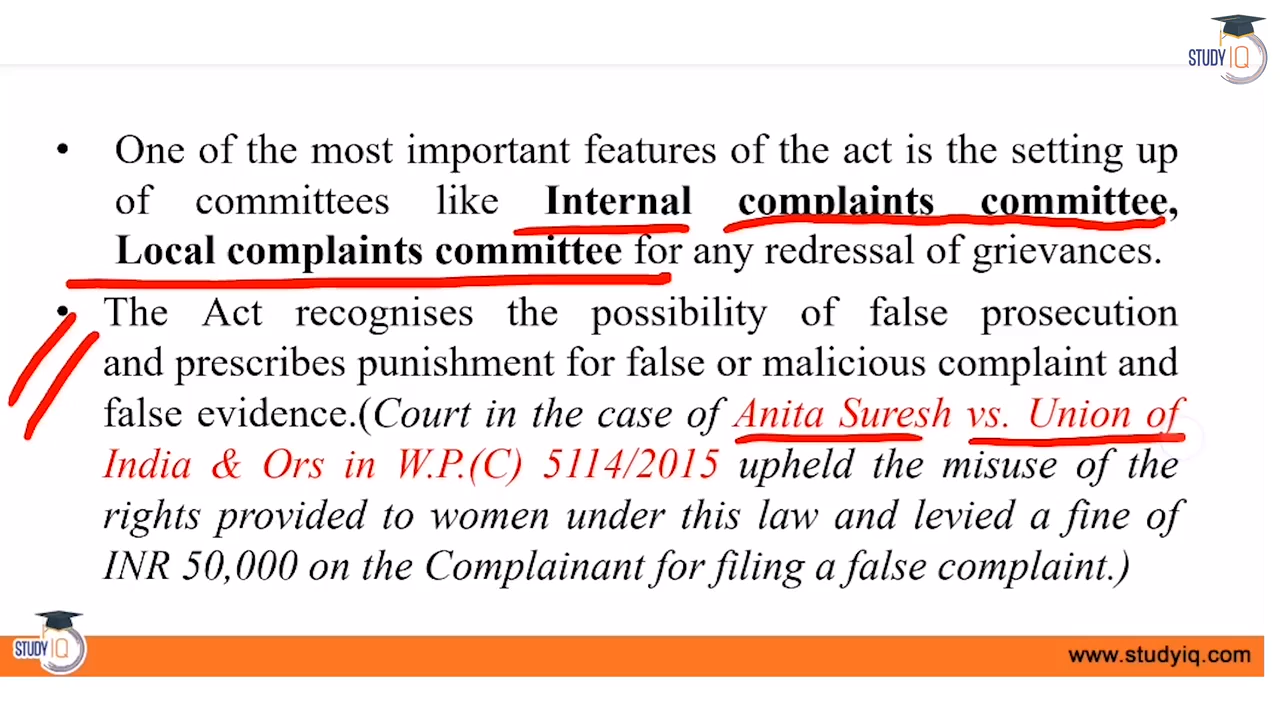 STUDY IQ
• One of the most important features of the act is the setting up
of committees like Internal complaints committee,
Local complaints committee for any redressal of grievances.
• The Act recognises the possibility of false prosecution
and prescribes punishment for false or malicious complaint and
false evidence.(Court in the case of Anita Suresh vs. Union of
India & Ors in W.P.(C) 5114/2015 upheld the misuse of the
rights provided to women under this law and levied a fine of
INR 50,000 on the Complainant for filing a false complaint.)
STUDY IQ
www.studyiq.com